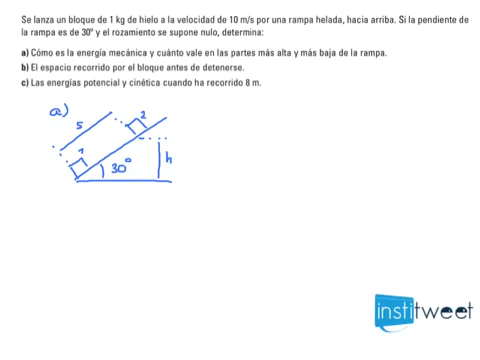 Se lanza un bloque de 1 kg de hielo a la velocidad de 10 m/s por una rampa helada, hacia arriba. Si la pendiente de
la rampa es de 30º y el rozamiento se supone nulo, determina:
a) Cómo es la energía mecánica y cuánto vale en las partes más alta y más baja de la rampa.
b) El espacio recorrido por el bloque antes de detenerse.
c) Las energías potencial y cinética cuando ha recorrido 8 m.
a)
2
s
1
h
30º
institweet